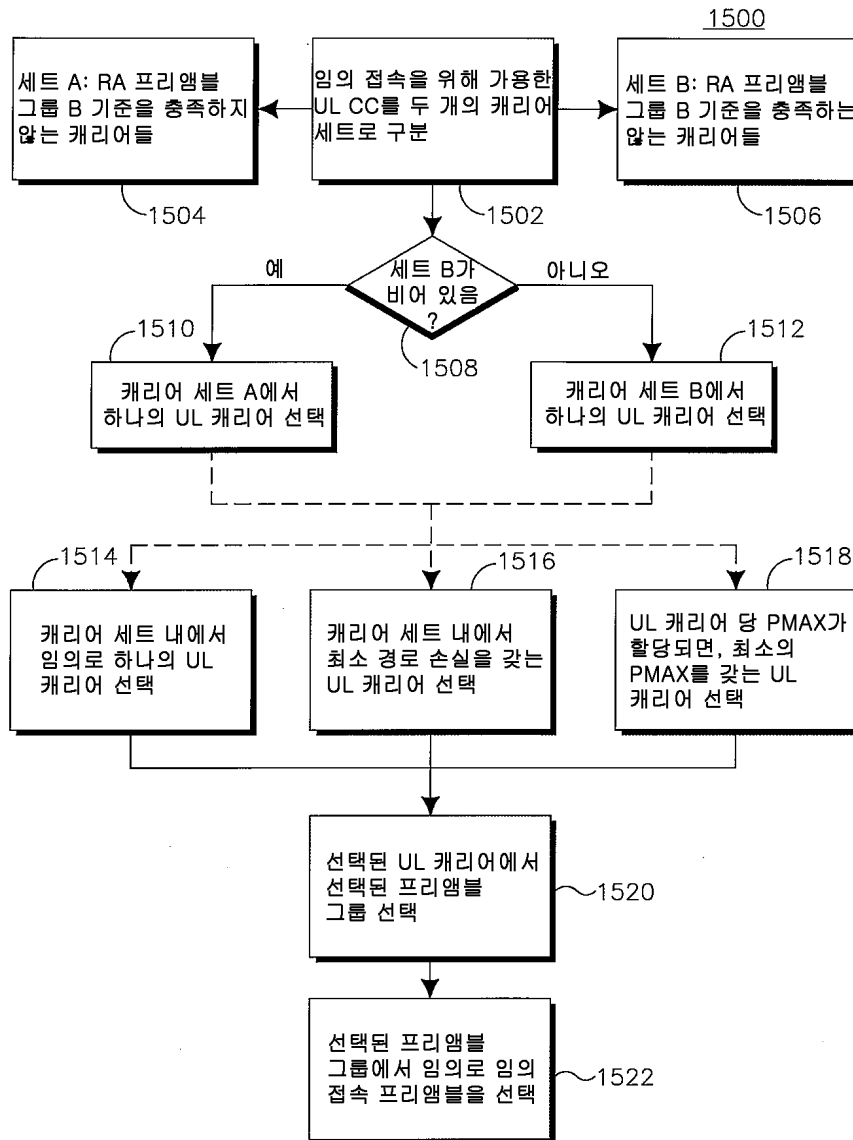 1500
세트 A: RA 프리앰블
그룹 B 기준을 충족하지
않는 캐리어들
1504
임의 접속을 위해 가용한
UL CC를 두 개의 캐리어
세트로 구분
1502
세트 B: RA 프리앰블
그룹 B 기준을 충족하는
않는 캐리어들
1506
예
세트 B가
비어 있음
?
아니오
1508
1510
캐리어 세트 A에서
하나의 UL 캐리어 선택
1512
캐리어 세트 B에서
하나의 UL 캐리어 선택
1514
캐리어 세트 내에서
임의로 하나의 UL
캐리어 선택
1516
캐리어 세트 내에서
최소 경로 손실을 갖는
UL 캐리어 선택
1518
UL 캐리어 당 PMAX가
할당되면, 최소의
PMAX를 갖는 UL
캐리어 선택
선택된 UL 캐리어에서
선택된 프리앰블
그룹 선택
1520
선택된 프리앰블
그룹에서 임의로 임의
접속 프리앰블을 선택
1522